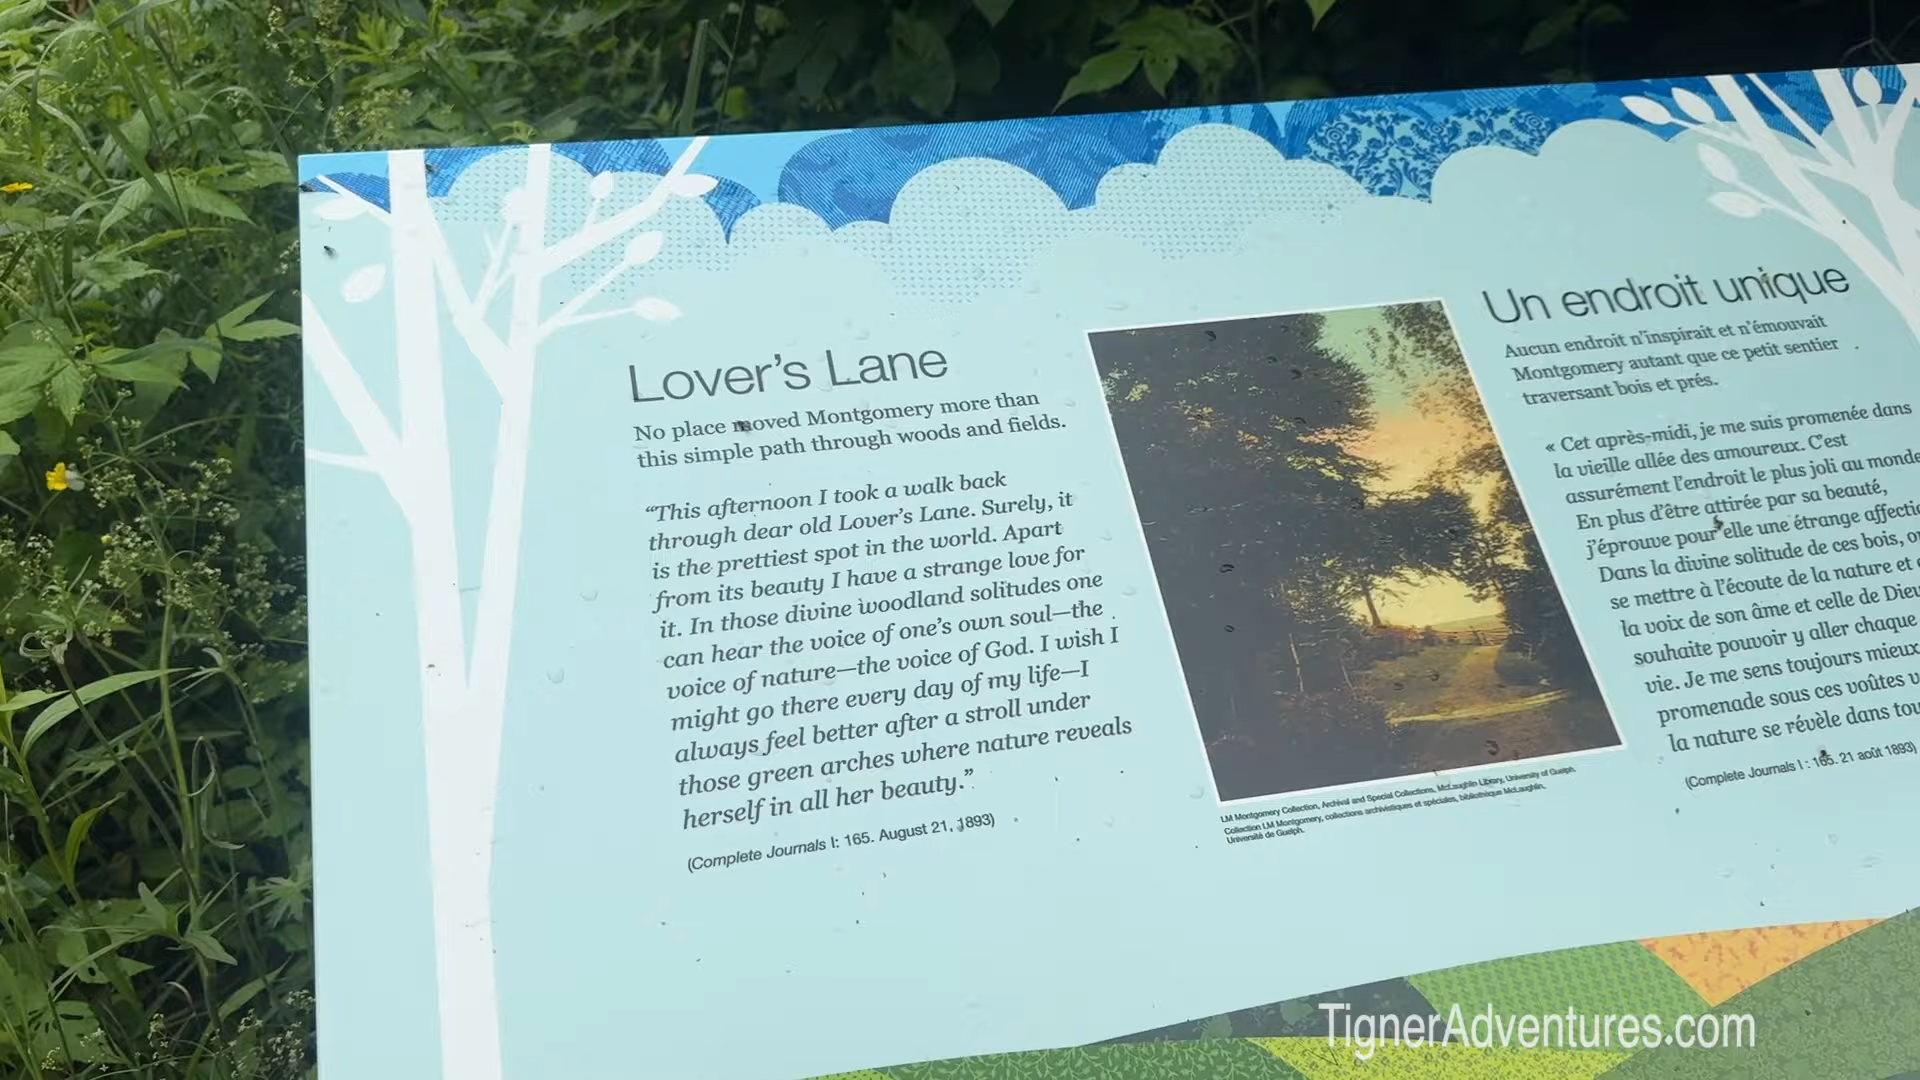 Lover's Lane
No place moved Montgomery more than
this simple path through woods and fields.
“This afternoon I took a walk back
through dear old Lover's Lane. Surely, it
is the prettiest spot in the world. Apart
from its beauty I have a strange love for
it. In those divine woodland solitudes one
can hear the voice of one's own soul—the
voice of nature—the voice of God. I wish I
might go there every day of my life—I
always feel better after a stroll under
those green arches where nature reveals
herself in all her beauty.”
(Complete Journals I: 165. August 21, 1893)
LM Montgomery Collection, Archival and Special Collections, McLaughlin Library, University of Guelph.
Collection LM Montgomery, collections archivistiques et spéciales, bibliothèque McLaughlin,
Université de Guelph.
Un endroit unique
Aucun endroit n'inspirait et n'émouvait
Montgomery autant que ce petit sentier
traversant bois et prés.
« Cet après-midi, je me suis promenée dans
la vieille allée des amoureux. C'est
assurément l'endroit le plus joli au monde
En plus d'être attirée par sa beauté,
j'éprouve pour elle une étrange
Dans la divine solitude de ces bois,
se mettre à l'écoute de la nature et
la voix de son âme et celle de
souhaite pouvoir y aller chaque
vie. Je me sens toujours mieux
promenade sous ces voûtes
la nature se révèle dans
(Complete Journals I : 165. 21 août 1893)
TignerAdventures.com